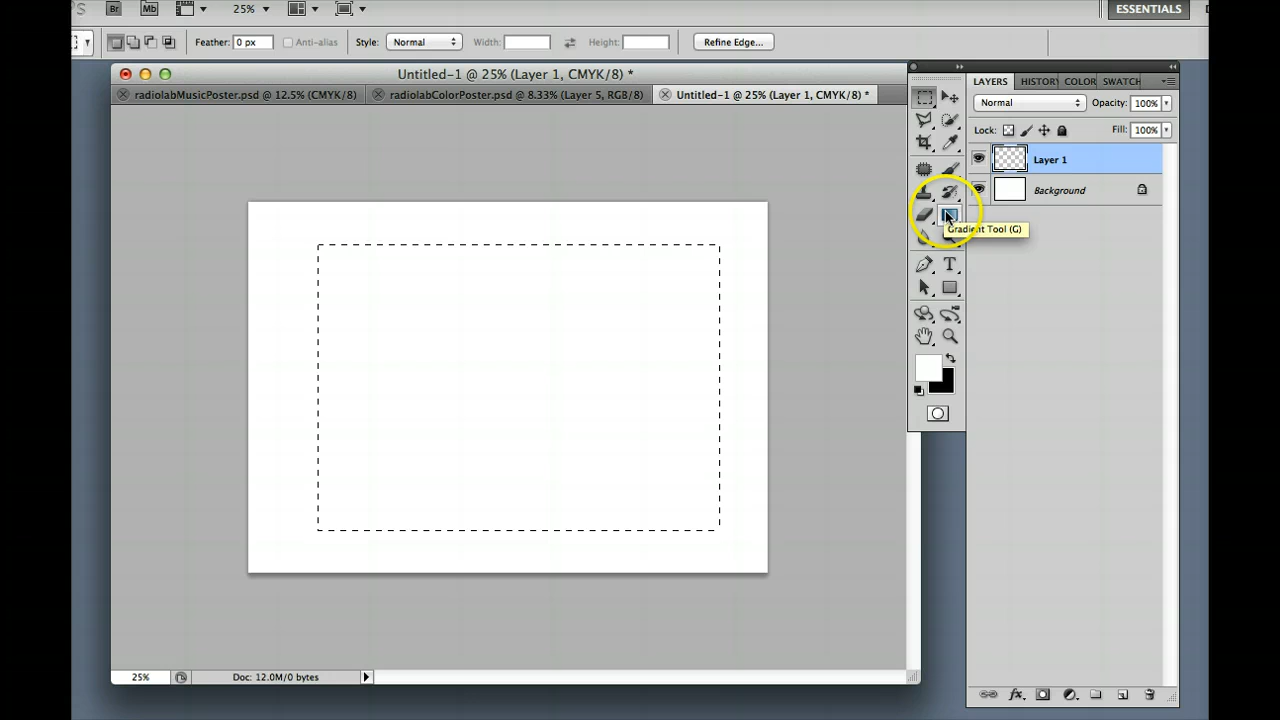 PS Br Mb 25% ESSENTIALS
Feather: 0 px Anti-alias Style: Normal Width: Height: Refine Edge...
Untitled-1 @ 25% (Layer 1, CMYK/8) *
radiolabMusicPoster.psd @ 12.5% (CMYK/8) radiolabColorPoster.psd @ 8.33% (Layer 5, RGB/8) Untitled-1 @ 25% (Layer 1, CMYK/8) *
LAYERS HISTORY COLOR SWATCH
Normal Opacity: 100%
Lock: Fill: 100%
Layer 1
Background
Gradient Tool (G)
T
25% Doc: 12.0M/0 bytes
fx